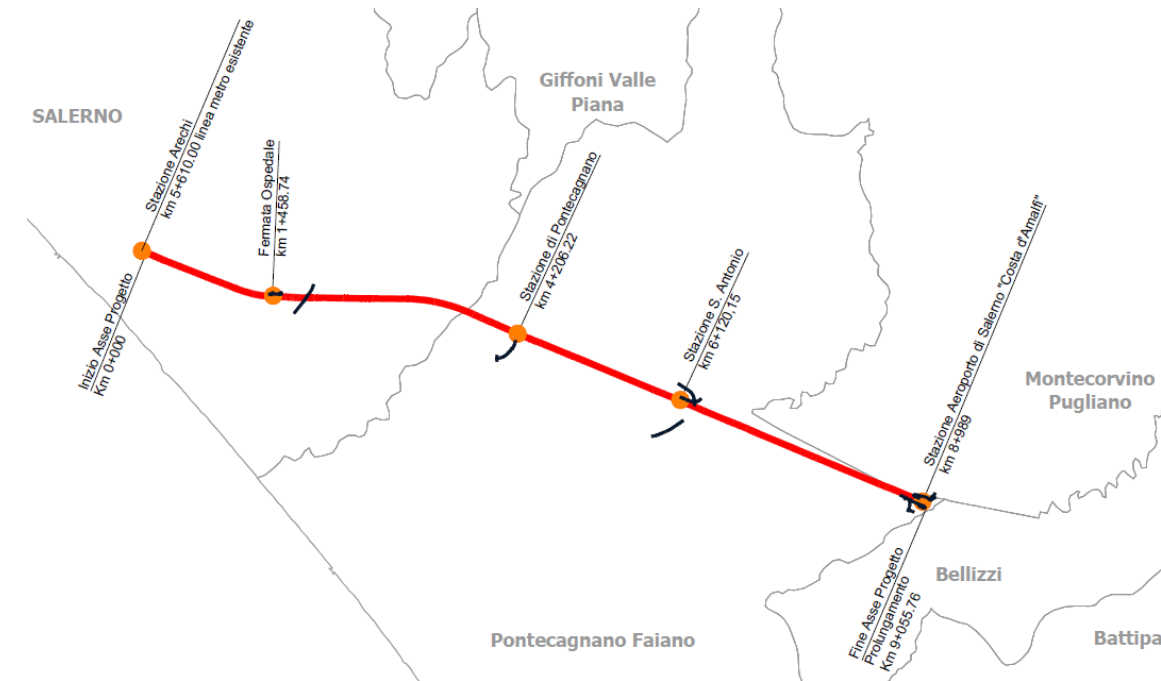 SALERNO
Stazione Arechi
km 5+610.00 linea metro esistente
Inizio Asse Progetto
Km 0+000
Fermata Ospedale
km 1+458.74
Giffoni Valle
Piana
Stazione di Pontecagnano
km 4+206.22
Stazione S. Antonio
km 6+120,15
Stazione Aeroporto di Salerno "Costa d'Amalfi"
km 8+989
Montecorvino
Pugliano
Fine Asse Progetto
Prolungamento
Km 9+055.76
Bellizzi
Pontecagnano Faiano
Battipa